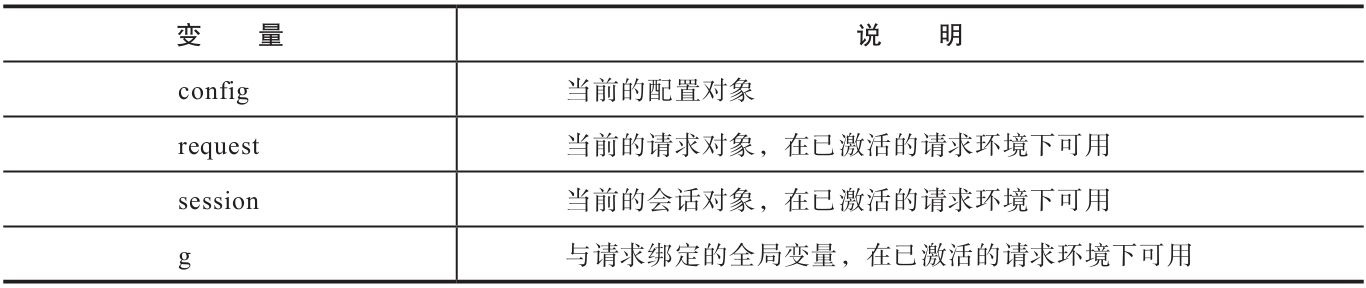 变 量 说 明
config 当前的配置对象
request 当前的请求对象，在已激活的请求环境下可用
session 当前的会话对象，在已激活的请求环境下可用
g 与请求绑定的全局变量，在已激活的请求环境下可用